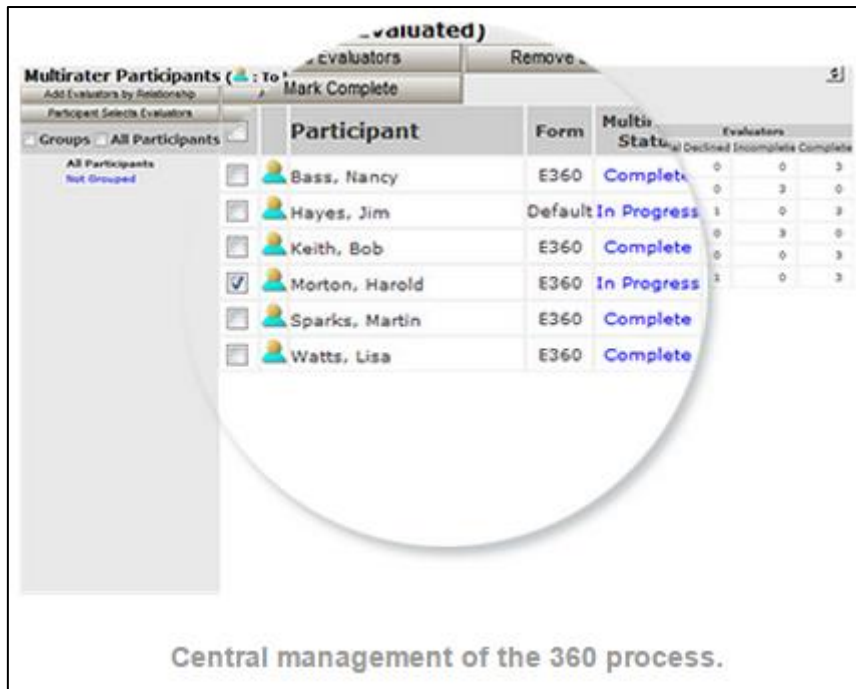 Evaluated)
Evaluators Remove
Multirater Participants ( : To
Add Evaluators by Relationship
Mark Complete
Participant Selects Evaluators
Groups All Participants
All Participants
Not Grouped
Participant Form Status
Evaluators
Declined Incomplete Complete
Bass, Nancy E360 Complete 0 0 3
Hayes, Jim Default In Progress 0 3 0
Keith, Bob E360 Complete 1 0 3
Morton, Harold E360 In Progress 0 3 0
Sparks, Martin E360 Complete 0 0 3
Watts, Lisa E360 Complete 1 0 3
Central management of the 360 process.